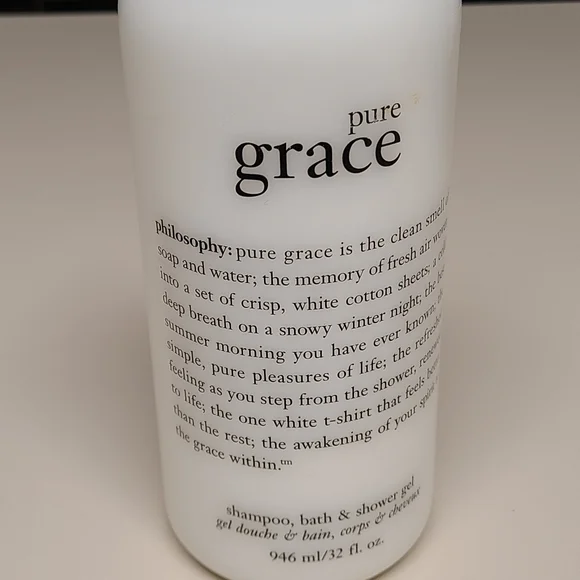 pure
grace
philosophy: pure grace is the clean smell
soap and water; the memory of fresh air
into a set of crisp, white cotton sheets; a
deep breath on a snowy winter night; the
summer morning you have ever known;
simple, pure pleasures of life; the
feeling as you step from the shower,
to life; the one white t-shirt that feels
than the rest; the awakening of your
the grace within.™
shampoo, bath & shower gel
gel douche & bain, corps & cheveux
946 ml/32 fl. oz.